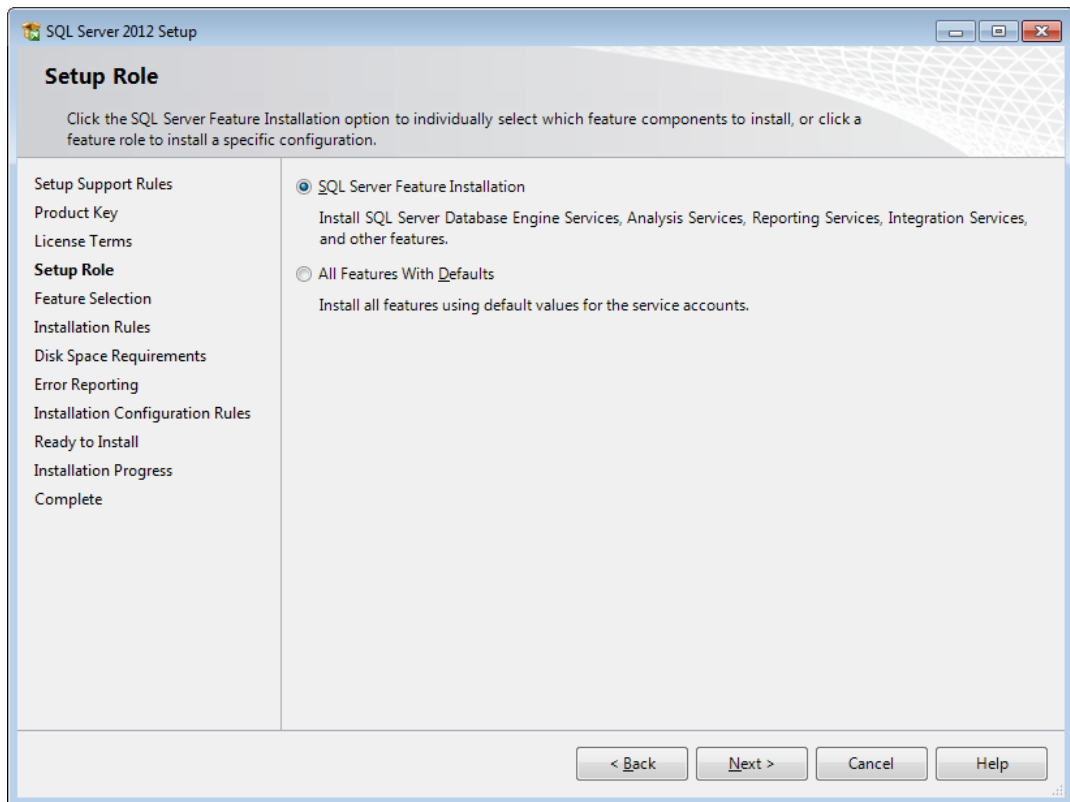 SQL Server 2012 Setup
Setup Role
Click the SQL Server Feature Installation option to individually select which feature components to install, or click a
feature role to install a specific configuration.
Setup Support Rules
Product Key
License Terms
Setup Role
Feature Selection
Installation Rules
Disk Space Requirements
Error Reporting
Installation Configuration Rules
Ready to Install
Installation Progress
Complete
SQL Server Feature Installation
Install SQL Server Database Engine Services, Analysis Services, Reporting Services, Integration Services,
and other features.
All Features With Defaults
Install all features using default values for the service accounts.
< Back
Next >
Cancel
Help